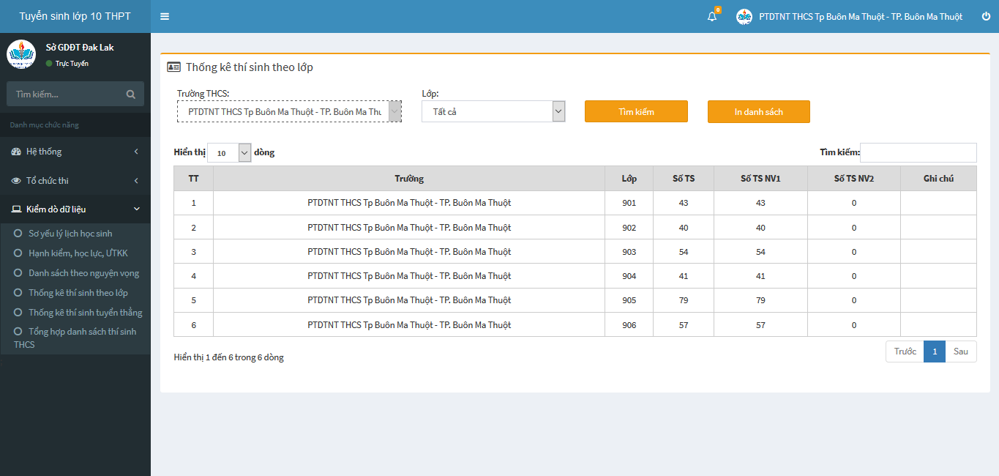 Tuyển sinh lớp 10 THPT
0
PTDTNT THCS Tp Buôn Ma Thuột - TP. Buôn Ma Thuột
Sở GDĐT Đak Lak
Trực Tuyến
Tìm kiếm...
Danh mục chức năng
Hệ thống
Tổ chức thi
Kiểm dò dữ liệu
Sơ yếu lý lịch học sinh
Hạnh kiểm, học lực, ƯTKK
Danh sách theo nguyện vọng
Thống kê thí sinh theo lớp
Thống kê thí sinh tuyển thẳng
Tổng hợp danh sách thí sinh
THCS
Thống kê thí sinh theo lớp
Trường THCS: Lớp:
PTDTNT THCS Tp Buôn Ma Thuột - TP. Buôn Ma Thu Tất cả Tìm kiếm In danh sách
Hiển thị 10 dòng Tìm kiếm:
TT Trường Lớp Số TS Số TS NV1 Số TS NV2 Ghi chú
1 PTDTNT THCS Tp Buôn Ma Thuột - TP. Buôn Ma Thuột 901 43 43 0
2 PTDTNT THCS Tp Buôn Ma Thuột - TP. Buôn Ma Thuột 902 40 40 0
3 PTDTNT THCS Tp Buôn Ma Thuột - TP. Buôn Ma Thuột 903 54 54 0
4 PTDTNT THCS Tp Buôn Ma Thuột - TP. Buôn Ma Thuột 904 41 41 0
5 PTDTNT THCS Tp Buôn Ma Thuột - TP. Buôn Ma Thuột 905 79 79 0
6 PTDTNT THCS Tp Buôn Ma Thuột - TP. Buôn Ma Thuột 906 57 57 0
Hiển thị 1 đến 6 trong 6 dòng Trước 1 Sau